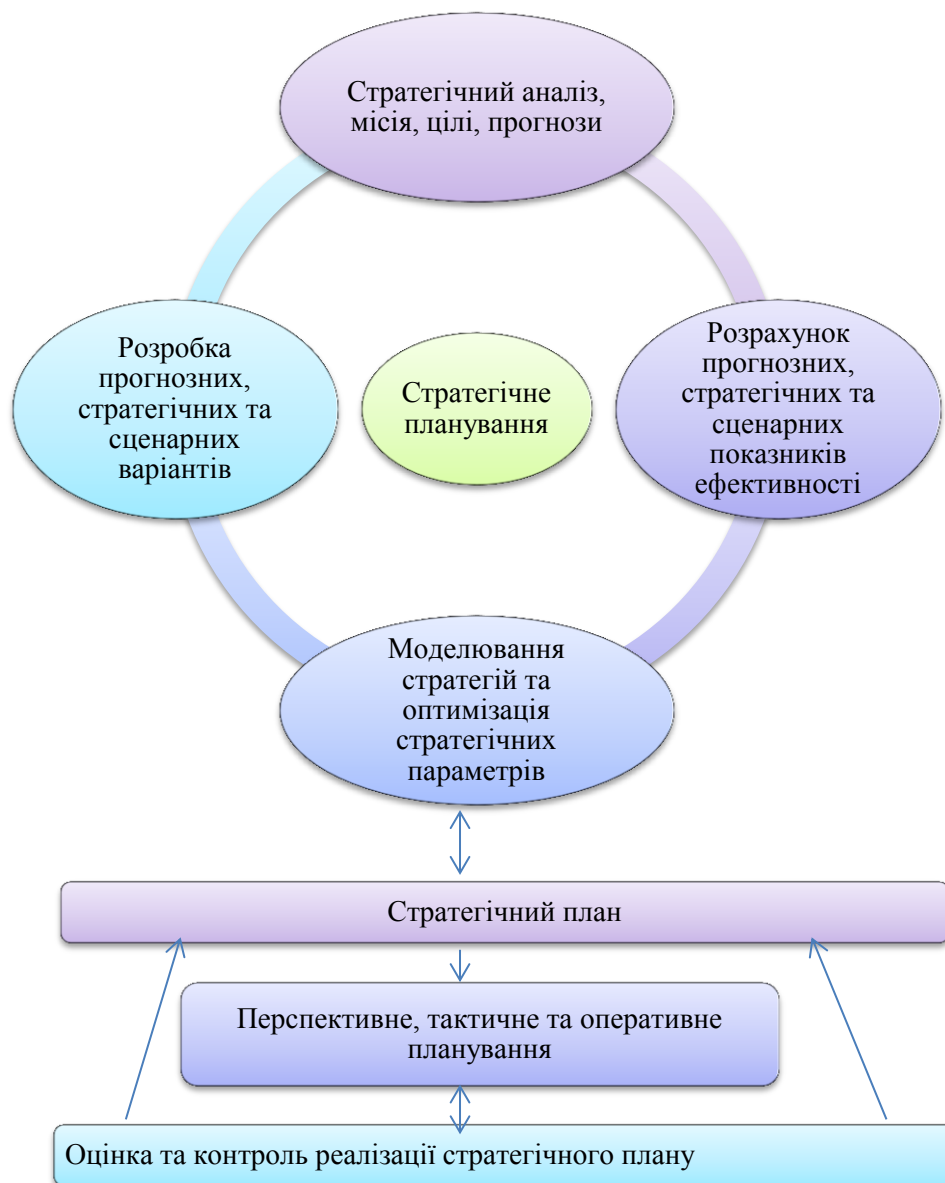 Стратегічний аналіз,
місія, цілі, прогнози
Розробка
прогнозних,
стратегічних та
сценарних
варіантів
Стратегічне
планування
Розрахунок
прогнозних,
стратегічних та
сценарних
показників
ефективності
Моделювання
стратегій та
оптимізація
стратегічних
параметрів
Стратегічний план
Перспективне, тактичне та оперативне
планування
Оцінка та контроль реалізації стратегічного плану